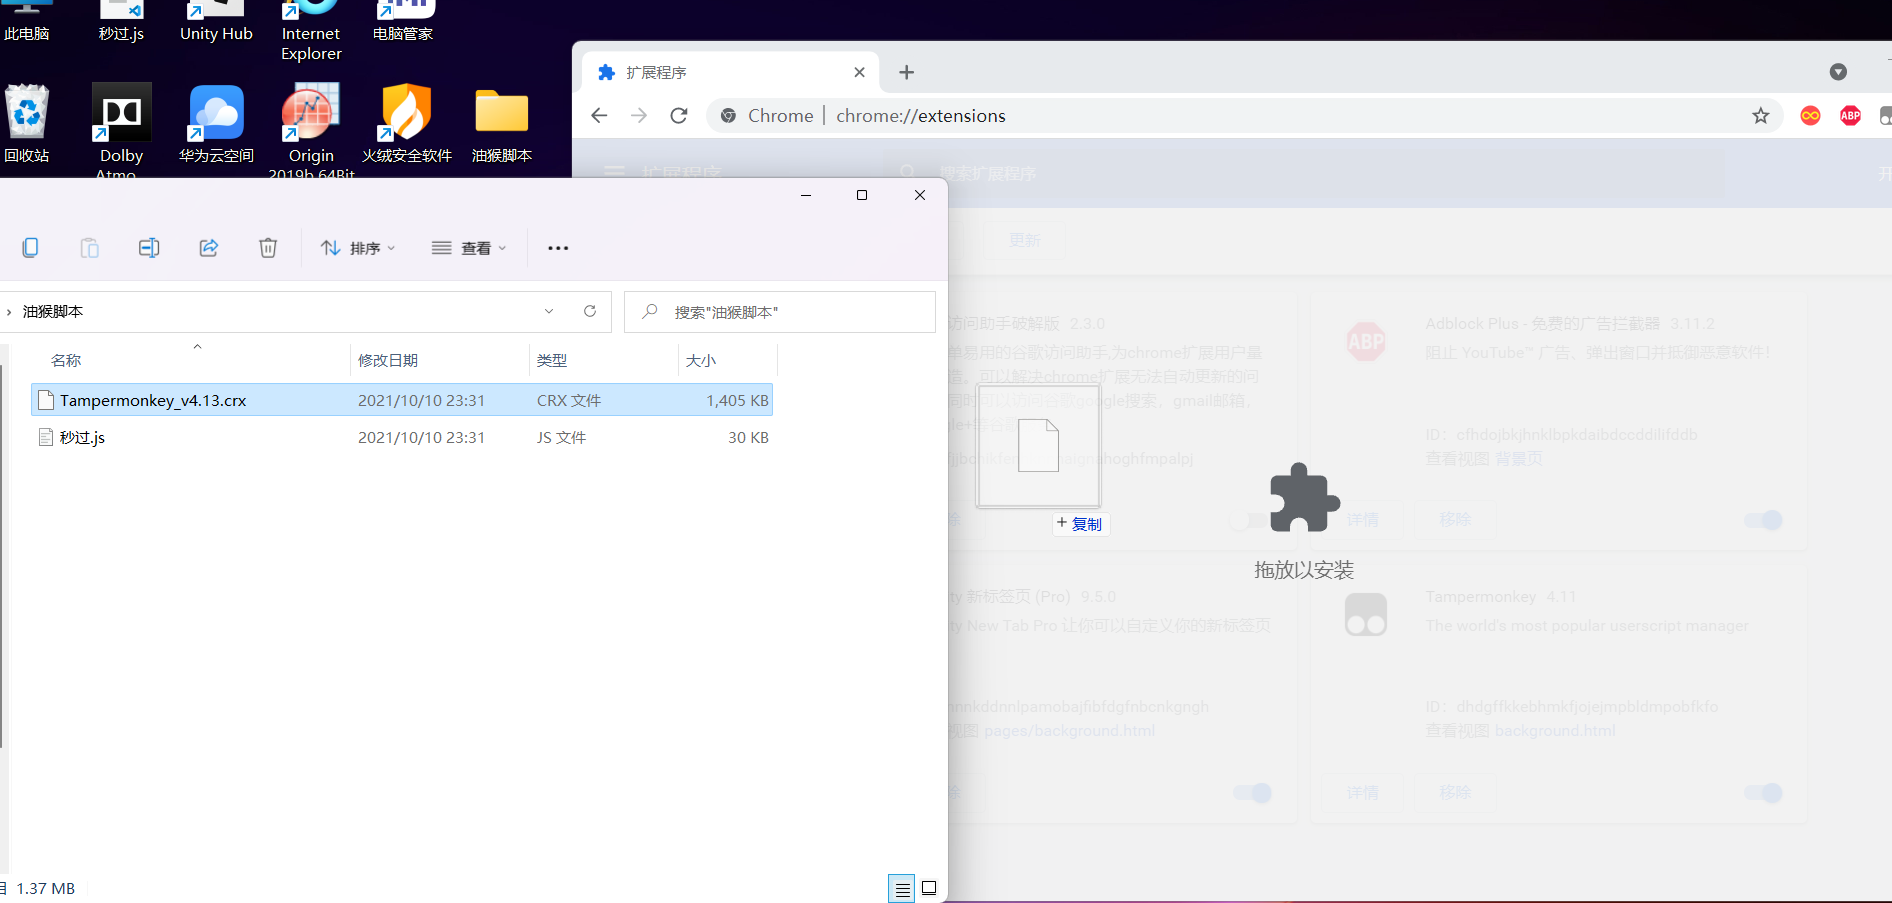 此电脑
秒过.js
Unity Hub
Internet
Explorer
电脑管家
回收站
Dolby
Atmo...
华为云空间
Origin
2019b 64Bit
火绒安全软件
油猴脚本
扩展程序
Chrome
chrome://extensions
ABP
扩展程序
搜索扩展程序
开
更新
排序
查看
油猴脚本
搜索"油猴脚本"
名称
修改日期
类型
大小
Tampermonkey_v4.13.crx
2021/10/10 23:31
CRX 文件
1,405 KB
秒过.js
2021/10/10 23:31
JS 文件
30 KB
1.37 MB
访问助手破解版 2.3.0
单易用的谷歌访问助手,为chrome扩展用户量
可以解决chrome扩展无法自动更新的问
同时可以访问谷歌google搜索，gmail邮箱，
+ 复制
ABP
Adblock Plus - 免费的广告拦截器 3.11.2
阻止 YouTube™ 广告、弹出窗口并抵御恶意软件！
ID：cfhdojbkjhnklbpkdaibdccddilifddb
查看视图 背景页
详情
移除
拖放以安装
ty 新标签页 (Pro) 9.5.0
ty New Tab Pro 让你可以自定义你的新标签页
nnkddnnlpamobajfibfdgfnbcnkgngh
视图 pages/background.html
除
Tampermonkey 4.11
The world's most popular userscript manager
ID：dhdgffkkebhmkfjojejmpbldmpobfkfo
查看视图 background.html
详情
移除